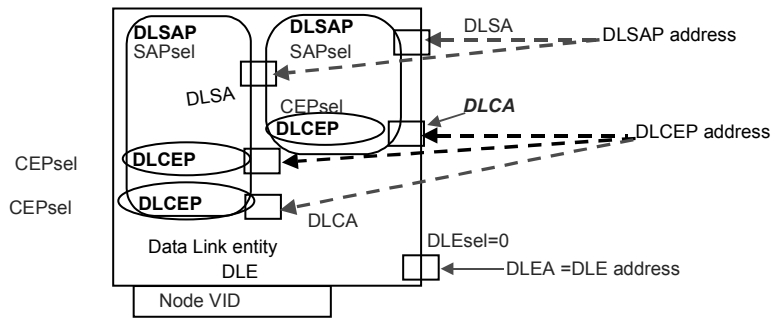 DLSAP
SAPsel
DLSAP
SAPsel
DLSA
DLSAP address
DLSA
CEPsel
DLCEP
DLCA
DLCEP address
CEPsel
DLCEP
CEPsel
DLCEP
DLCA
Data Link entity
DLE
DLEsel=0
DLEA =DLE address
Node VID